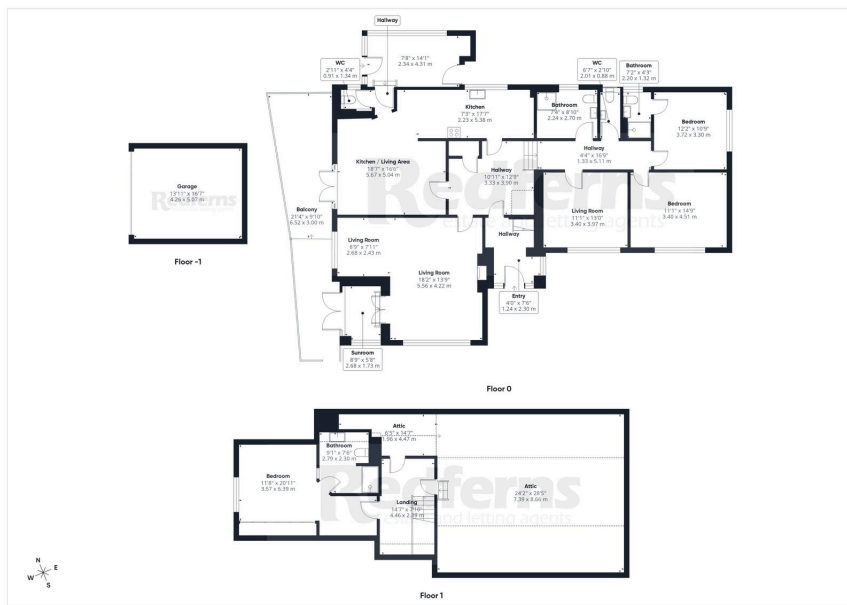 Hallway
7'8" x 14'1"
2.34 x 4.31 m
WC
2'11" x 4'4"
0.91 x 1.34 m
Kitchen
7'3" x 17'7"
2.23 x 5.38 m
WC
6'7" x 2'10"
2.01 x 0.88 m
Bathroom
7'2" x 4'3"
2.20 x 1.32 m
Bathroom
7'4" x 8'10"
2.24 x 2.70 m
Bedroom
12'2" x 10'9"
3.72 x 3.30 m
Hallway
4'4" x 16'9"
1.33 x 5.11 m
Kitchen / Living Area
18'7" x 16'6"
5.67 x 5.04 m
Hallway
10'11" x 12'9"
3.33 x 3.90 m
Redferns
estate and letting agents
Garage
13'11" x 16'7"
4.26 x 5.07 m
Redferns
Floor -1
Balcony
21'4" x 9'10"
6.52 x 3.00 m
Living Room
11'1" x 13'0"
3.40 x 3.97 m
Bedroom
11'1" x 14'9"
3.40 x 4.51 m
Living Room
8'9" x 7'11"
2.68 x 2.43 m
Hallway
Living Room
18'2" x 13'9"
5.56 x 4.22 m
Entry
4'0" x 7'6"
1.24 x 2.30 m
Sunroom
8'9" x 5'8"
2.68 x 1.73 m
Floor 0
Attic
6'5" x 14'7"
1.96 x 4.47 m
Bathroom
9'1" x 7'6"
2.79 x 2.30 m
Bedroom
11'8" x 20'11"
3.57 x 6.39 m
Redferns
estate and letting agents
Landing
14'7" x 7'10"
4.46 x 2.39 m
Attic
24'2" x 28'5"
7.39 x 8.66 m
N
E
W
S
Floor 1